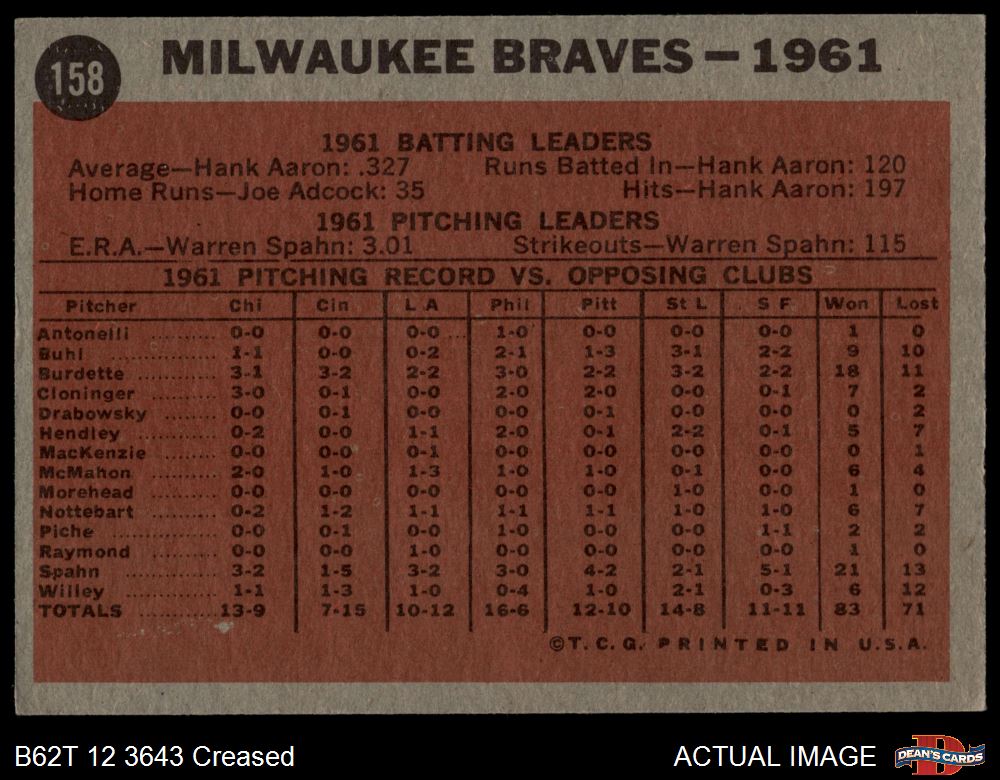 158 MILWAUKEE BRAVES — 1961
1961 BATTING LEADERS
Average—Hank Aaron: .327 Runs Batted In—Hank Aaron: 120
Home Runs—Joe Adcock: 35 Hits—Hank Aaron: 197
1961 PITCHING LEADERS
E.R.A.—Warren Spahn: 3.01 Strikeouts—Warren Spahn: 115
1961 PITCHING RECORD VS. OPPOSING CLUBS
Pitcher Chi Cin L A Phil Pitt St L S F Won Lost
Antonelli ............ 0-0 0-0 0-0 1-0 0-0 0-0 0-0 1 0
Buhl ............ 1-1 0-0 0-2 2-1 1-3 3-1 2-2 9 10
Burdette ............ 3-1 3-2 2-2 3-0 2-2 3-2 2-2 18 11
Cloninger ............ 3-0 0-1 0-0 2-0 2-0 0-0 0-1 7 2
Drabowsky ......... 0-0 0-1 0-0 0-0 0-1 0-0 0-0 0 2
Hendley ............ 0-2 0-0 1-1 2-0 0-1 2-2 0-1 5 7
MacKenzie ......... 0-0 0-0 0-1 0-0 0-0 0-0 0-0 0 1
McMahon ......... 2-0 1-0 1-3 1-0 1-0 0-1 0-0 6 4
Morehead ......... 0-0 0-0 0-0 0-0 0-0 1-0 0-0 1 0
Nottebart ......... 0-2 1-2 1-1 1-1 1-1 1-0 1-0 6 7
Piche ............ 0-0 0-1 0-0 1-0 0-0 0-0 1-1 2 2
Raymond ......... 0-0 0-0 1-0 0-0 0-0 0-0 0-0 1 0
Spahn ............ 3-2 1-5 3-2 3-0 4-2 2-1 5-1 21 13
Willey ............ 1-1 1-3 1-0 0-4 1-0 2-1 0-3 6 12
TOTALS 13-9 7-15 10-12 16-6 12-10 14-8 11-11 83 71
©T. C. G. PRINTED IN U.S.A.
B62T 12 3643 Creased ACTUAL IMAGE D DEAN'S CARDS